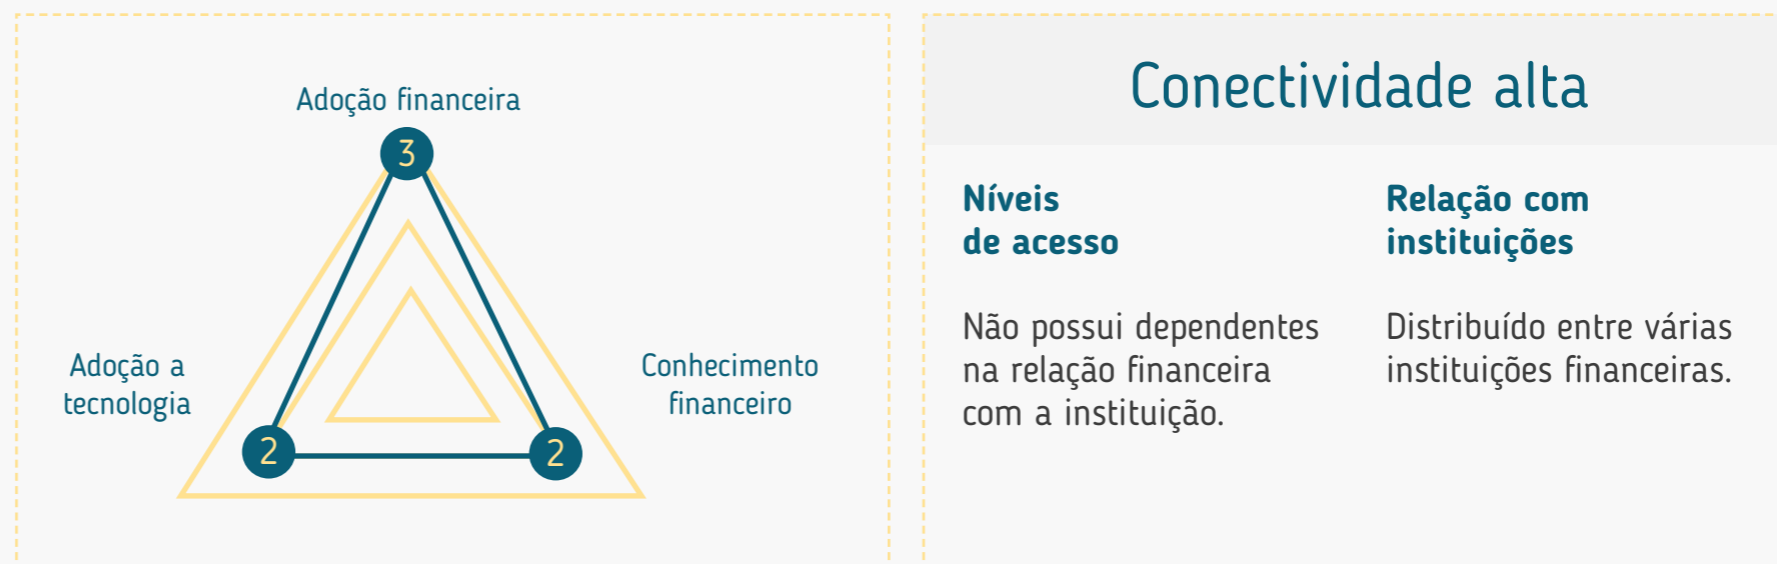 Adoção financeira
3
Adoção a
tecnologia
Conhecimento
financeiro
2
2
Conectividade alta
Níveis
de acesso
Não possui dependentes
na relação financeira
com a instituição.
Relação com
instituições
Distribuído entre várias
instituições financeiras.